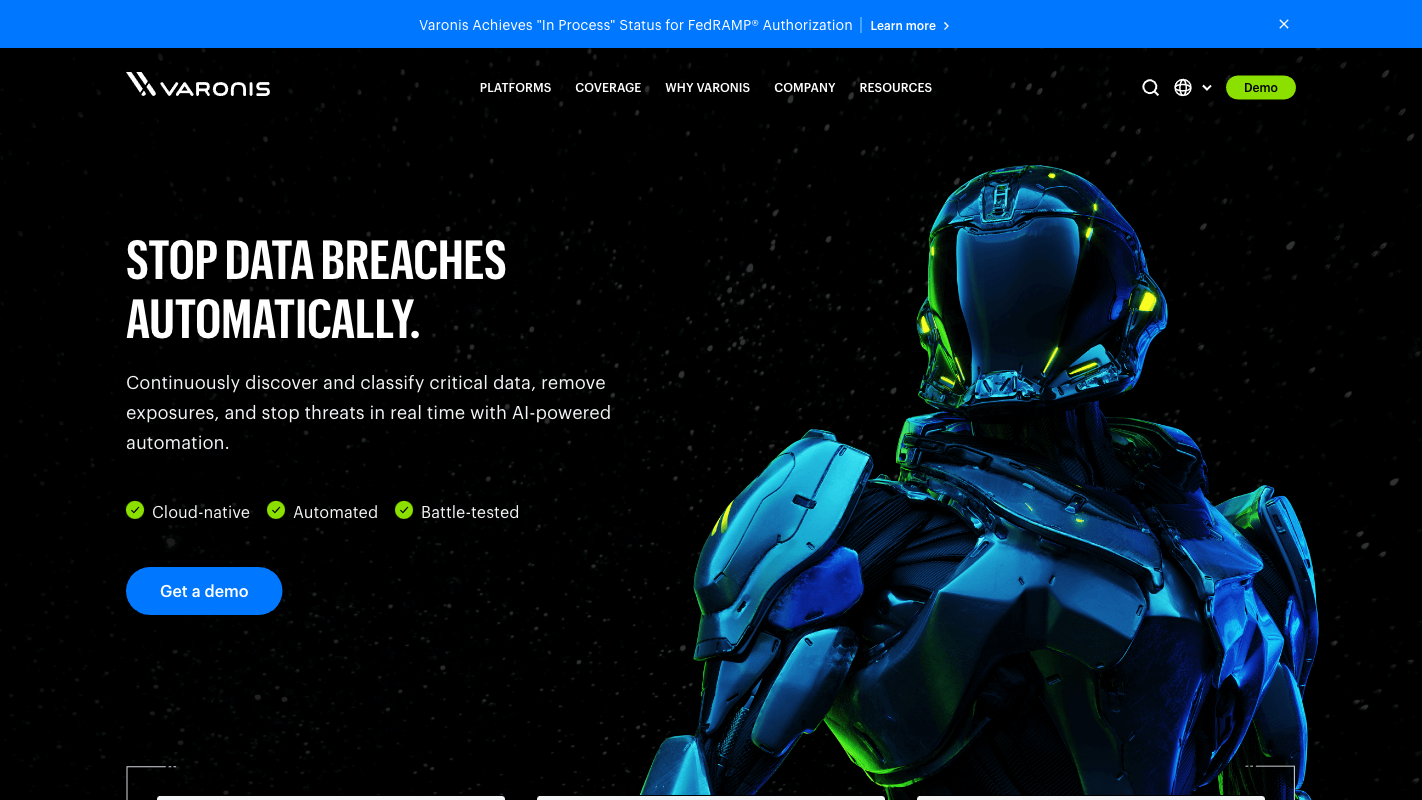 Varonis Achieves "In Process" Status for FedRAMP® Authorization | Learn more
VARONIS
PLATFORMS COVERAGE WHY VARONIS COMPANY RESOURCES
Demo
STOP DATA BREACHES
AUTOMATICALLY.
Continuously discover and classify critical data, remove
exposures, and stop threats in real time with AI-powered
automation.
Cloud-native Automated Battle-tested
Get a demo